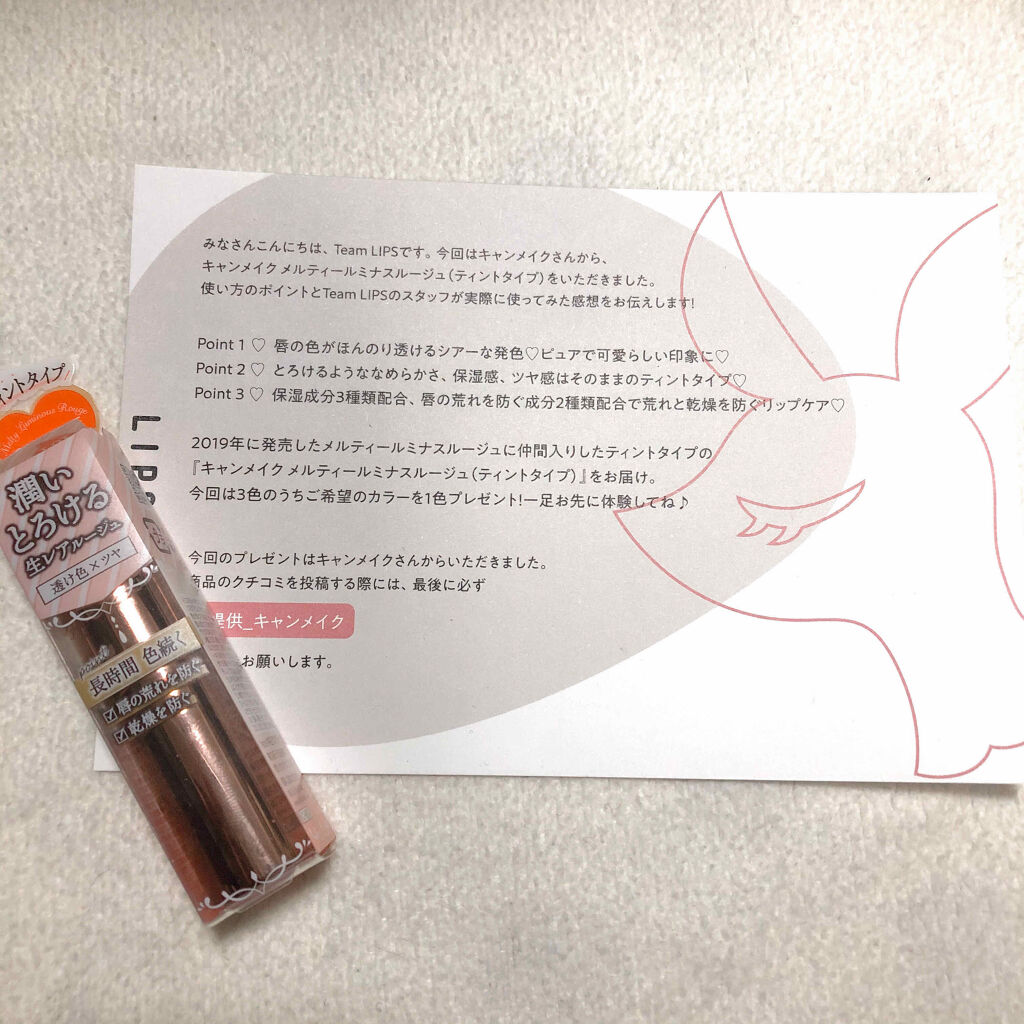 みなさんこんにちは、Team LIPSです。今回はキャンメイクさんから、
キャンメイク メルティールミナスルージュ（ティントタイプ）をいただきました。
使い方のポイントとTeam LIPSのスタッフが実際に使ってみた感想をお伝えします!
Point 1 ♡ 唇の色がほんのり透けるシアーな発色♡ピュアで可愛らしい印象に♡
Point 2 ♡ とろけるようななめらかさ、保湿感、ツヤ感はそのままのティントタイプ♡
Point 3 ♡ 保湿成分3種類配合、唇の荒れを防ぐ成分2種類配合で荒れと乾燥を防ぐリップケア♡
2019年に発売したメルティールミナスルージュに仲間入りしたティントタイプの
『キャンメイク メルティールミナスルージュ（ティントタイプ）』をお届け。
今回は3色のうちご希望のカラーを1色プレゼント!一足お先に体験してね♪
今回のプレゼントはキャンメイクさんからいただきました。
商品のクチコミを投稿する際には、最後に必ず
提供_キャンメイク
お願いします。
LIPS
ィントタイプ
Melty Luminous Rouge
潤い
とろける
生レアルージュ
透け色×ツヤ
point
長時間 色続く
唇の荒れを防ぐ
乾燥を防ぐ